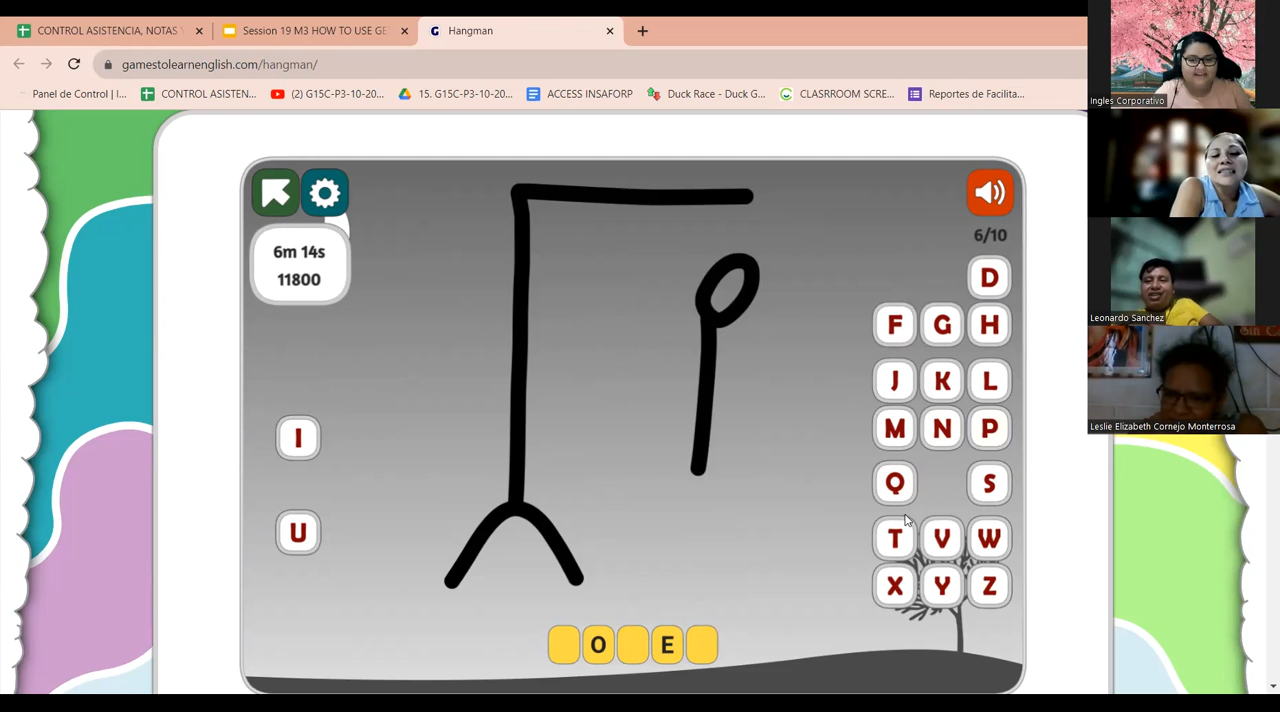 CONTROL ASISTENCIA, NOTAS Y
Session 19 M3 HOW TO USE GE
Hangman
gamestolearnenglish.com/hangman/
Panel de Control | I...
CONTROL ASISTEN...
(2) G15C-P3-10-20...
15. G15C-P3-10-20...
ACCESS INSAFORP
Duck Race - Duck G...
CLASRROOM SCRE...
Reportes de Facilita...
Ingles Corporativo
Leonardo Sanchez
Leslie Elizabeth Cornejo Monterrosa
6m 14s
11800
6/10
D
F G H
J K L
M N P
Q S
T V W
X Y Z
I
U
O E